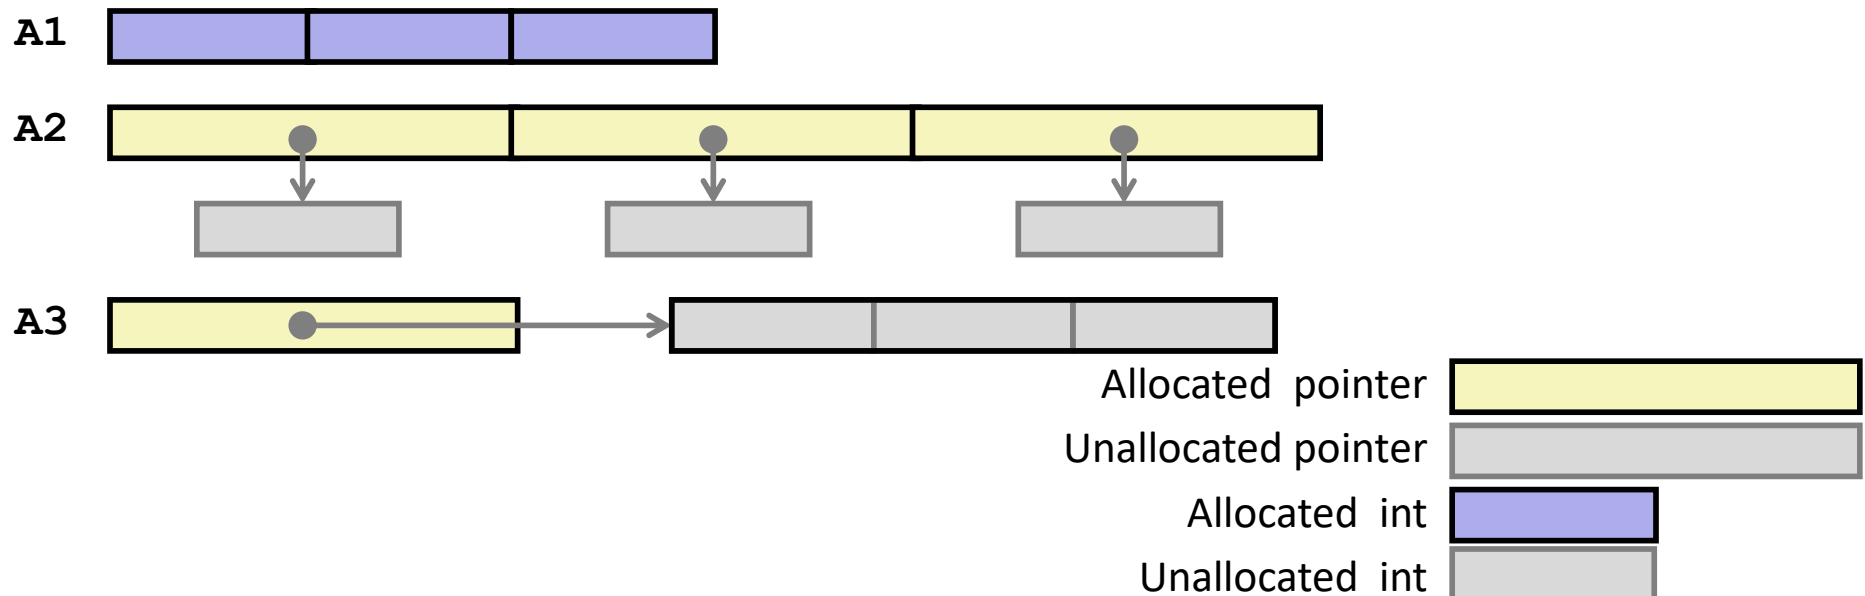 A1
A2
A3
Allocated pointer
Unallocated pointer
Allocated int
Unallocated int